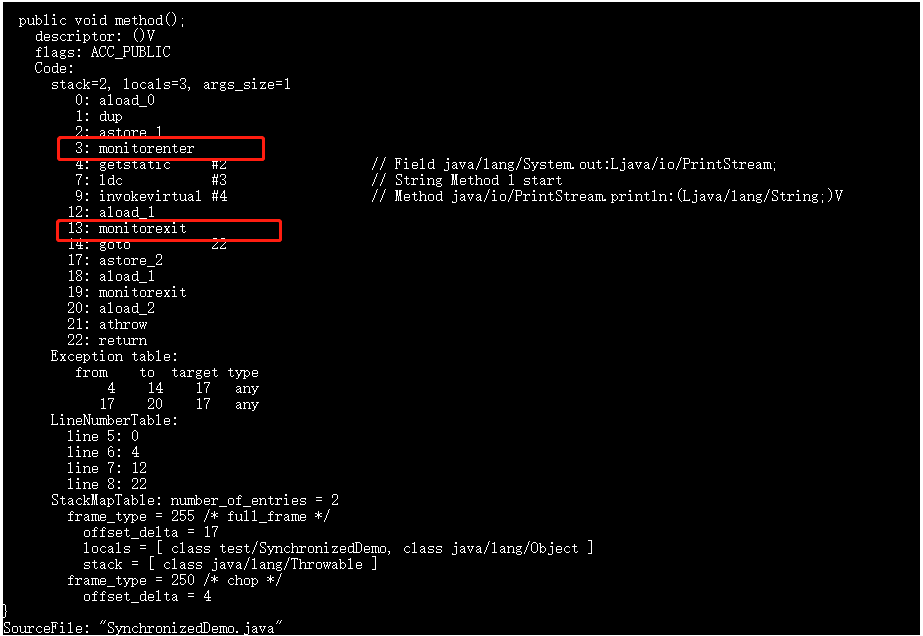 public void method();
descriptor: ()V
flags: ACC_PUBLIC
Code:
stack=2, locals=3, args_size=1
0: aload_0
1: dup
2: astore_1
3: monitorenter
4: getstatic #2 // Field java/lang/System.out:Ljava/io/PrintStream;
7: ldc #3 // String Method 1 start
9: invokevirtual #4 // Method java/io/PrintStream.println:(Ljava/lang/String;)V
12: aload_1
13: monitorexit
14: goto 22
17: astore_2
18: aload_1
19: monitorexit
20: aload_2
21: athrow
22: return
Exception table:
from to target type
4 14 17 any
17 20 17 any
LineNumberTable:
line 5: 0
line 6: 4
line 7: 12
line 8: 22
StackMapTable: number_of_entries = 2
frame_type = 255 /* full_frame */
offset_delta = 17
locals = [ class test/SynchronizedDemo, class java/lang/Object ]
stack = [ class java/lang/Throwable ]
frame_type = 250 /* chop */
offset_delta = 4
}
SourceFile: "SynchronizedDemo.java"